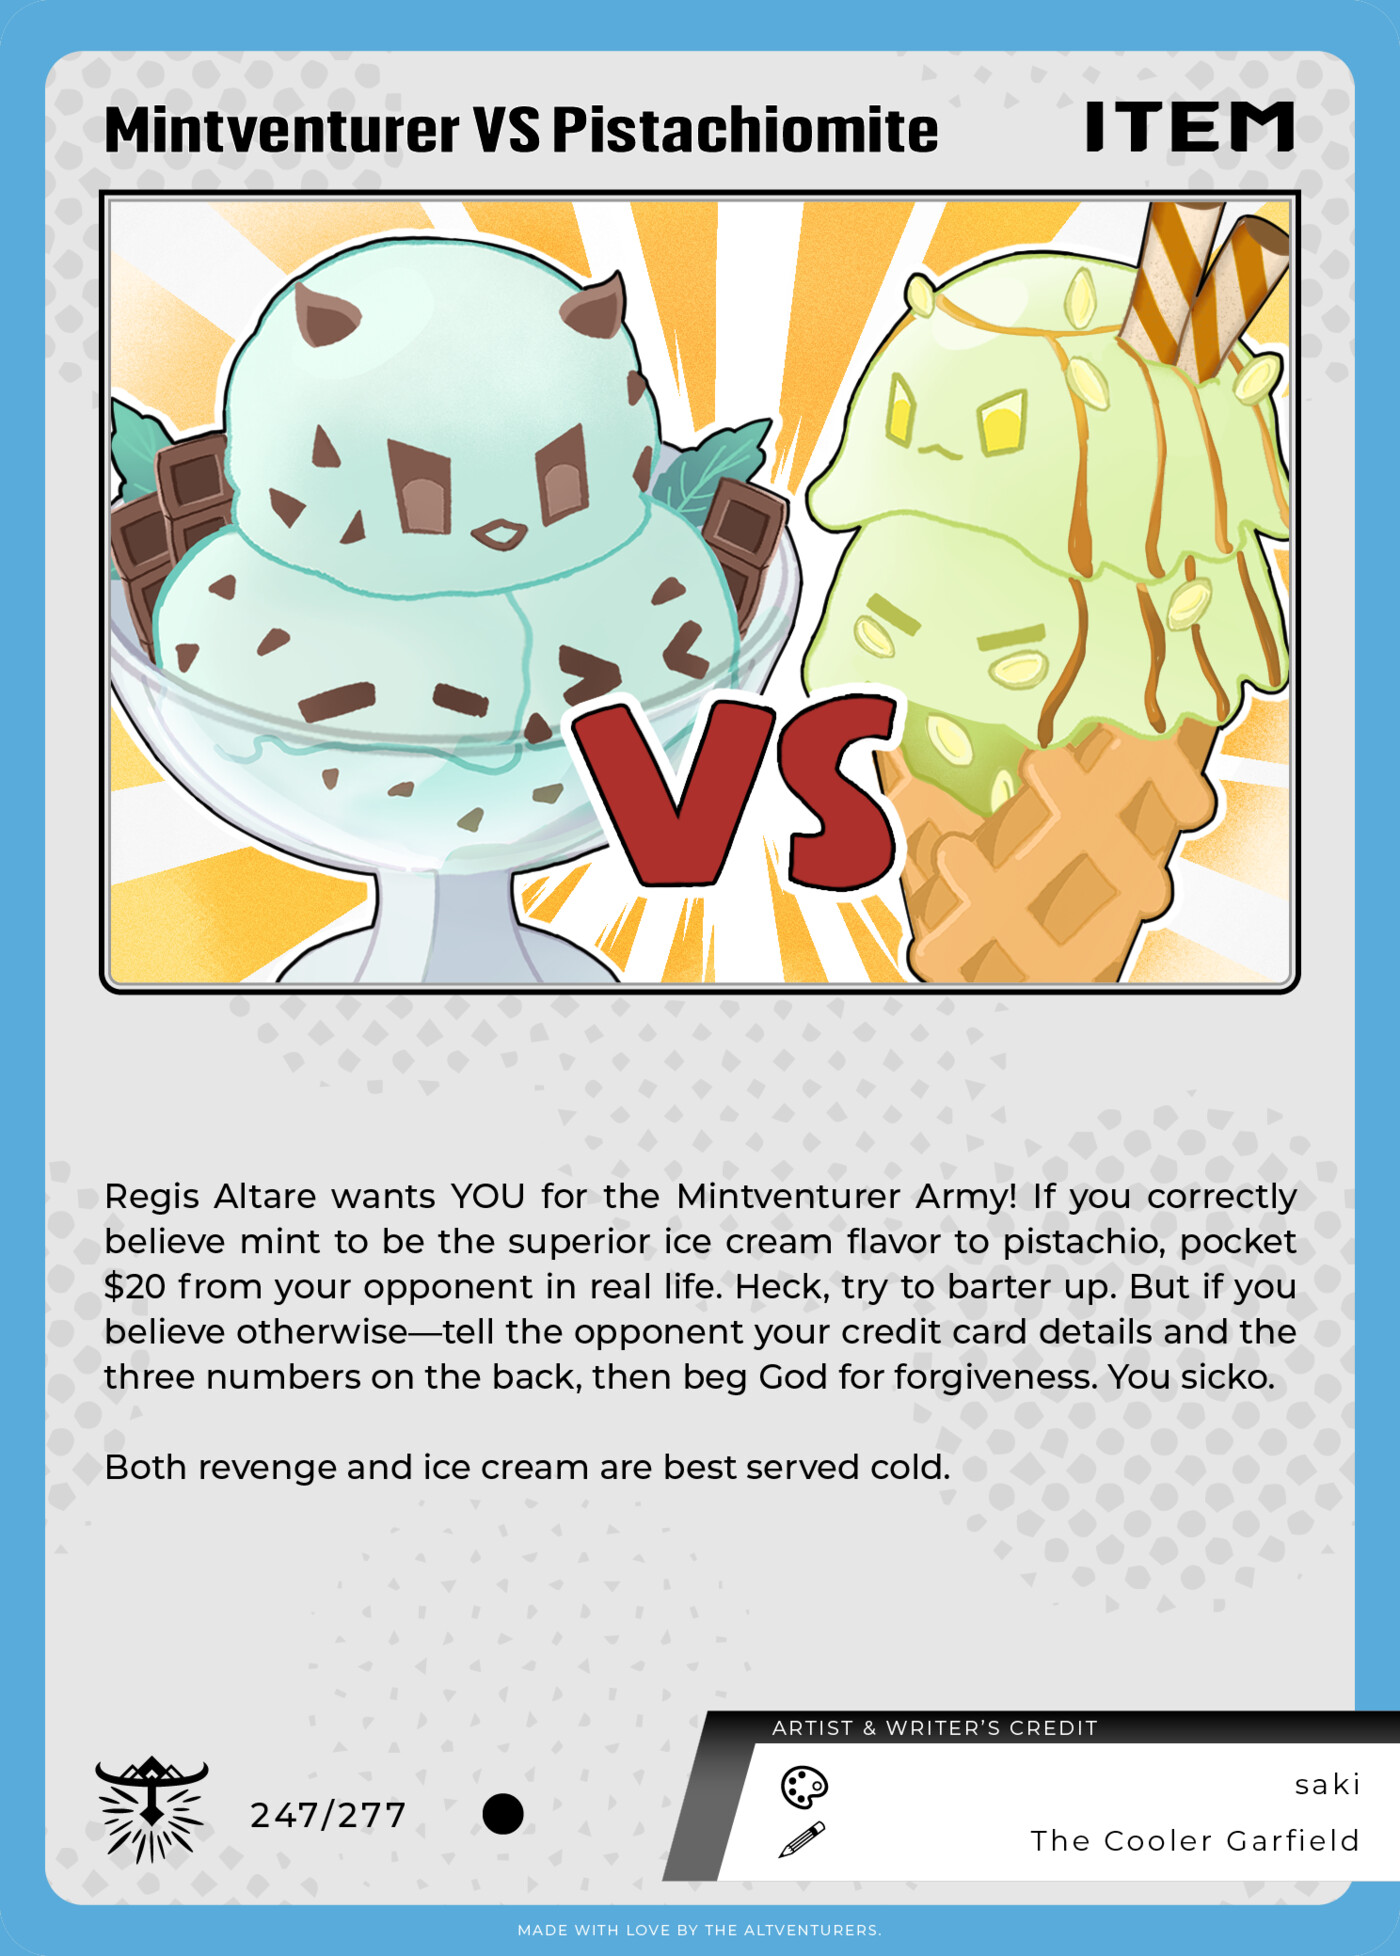 Mintventurer VS Pistachiomite
ITEM
VS
Regis Altare wants YOU for the Mintventurer Army! If you correctly
believe mint to be the superior ice cream flavor to pistachio, pocket
$20 from your opponent in real life. Heck, try to barter up. But if you
believe otherwise—tell the opponent your credit card details and the
three numbers on the back, then beg God for forgiveness. You sicko.
Both revenge and ice cream are best served cold.
247/277
ARTIST & WRITER’S CREDIT
saki
The Cooler Garfield
MADE WITH LOVE BY THE ALTVENTURERS.